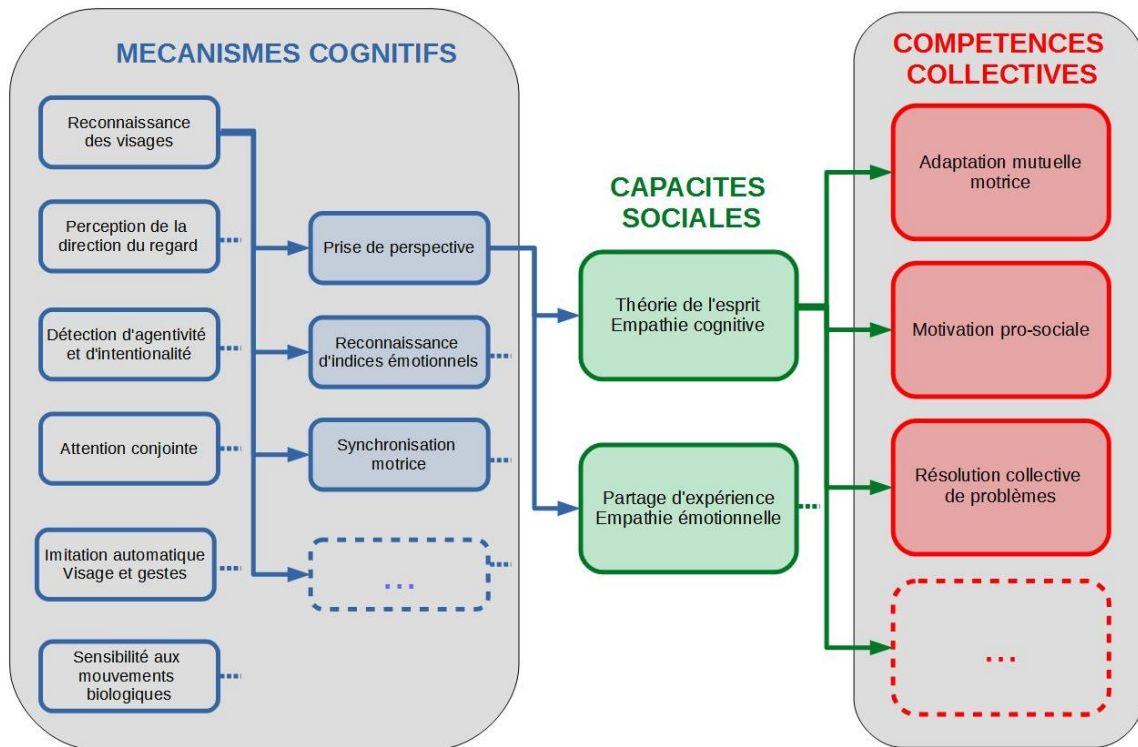 MECANISMES COGNITIFS
Reconnaissance
des visages
Perception de la
direction du regard
Détection d'agentivité
et d'intentionalité
Attention conjointe
Imitation automatique
Visage et gestes
Sensibilité aux
mouvements
biologiques
Prise de perspective
Reconnaissance
d'indices émotionnels
Synchronisation
motrice
...
CAPACITES
SOCIALES
Théorie de l'esprit
Empathie cognitive
Partage d'expérience
Empathie émotionnelle
COMPETENCES
COLLECTIVES
Adaptation mutuelle
motrice
Motivation pro-sociale
Résolution collective
de problèmes
...